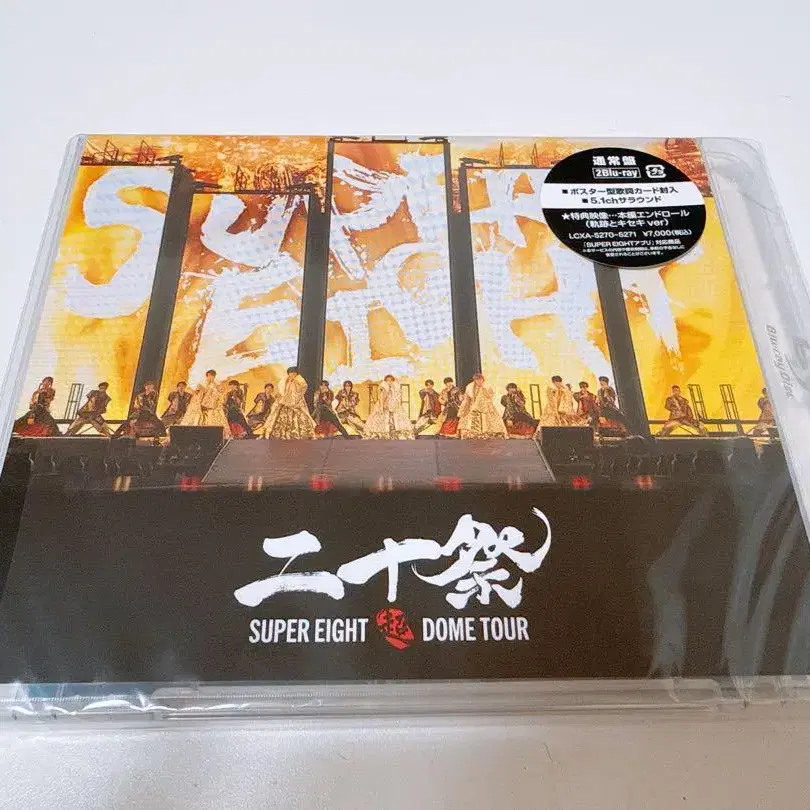 SUPER
EIGHT
通常盤
2Blu-ray
■ポスター型歌詞カード封入
■5.1chサラウンド
★特典映像…本編エンドロール
(軌跡とキセキ ver)
LCXA-5270~5271 ¥7,000(税込)
「SUPER EIGHTアプリ」対応商品
Blu-ray Disc
二十祭
SUPER EIGHT 超 DOME TOUR